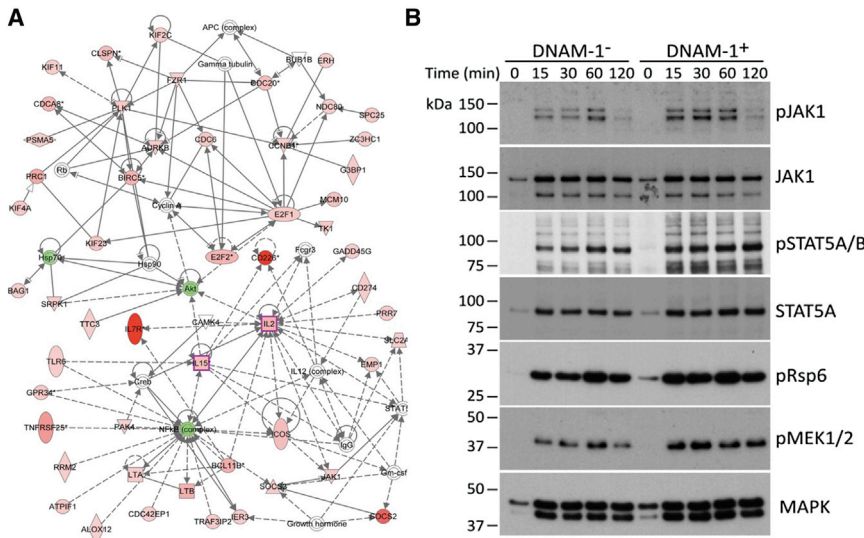 A
KIF2C
APC (complex)
CLSPN*
Gamma tubulin
BUB1B
KIF11
ERH
FZR1
CDC20*
CDCA8*
PLK1
NDC80
SPC25
PSMA5
AURKB
CDC6
CCNB1*
ZC3HC1
Rb
G3BP1
PRC1
BIRC5*
KIF4A
Cyclin A
MCM10
E2F1
TK1
KIF23
Hsp70
Hsp90
E2F2*
CD226*
Fcgr3
GADD45G
BAG1
SRPK1
Akt
CD274
TTC3
IL7R*
CAMK4
IL2
PRR7
TLR6
IL15
IL12 (complex)
EMP1
GPR34*
Creb
TNFRSF25*
PAK4
NFkB (complex)
ICOS
IgG
RRM2
LTA
BCL11B*
JAK1
Gm-csf
LTB
SOCS3
ATPIF1
CDC42EP1
IER3
SOCS2
ALOX12
TRAF3IP2
Growth hormone
B
DNAM-1- DNAM-1+
Time (min) 0 15 30 60 120 0 15 30 60 120
kDa
150
100
pJAK1
150
100
JAK1
100
75
pSTAT5A/B
100
75
STAT5A
37
25
pRsp6
50
37
pMEK1/2
50
37
MAPK